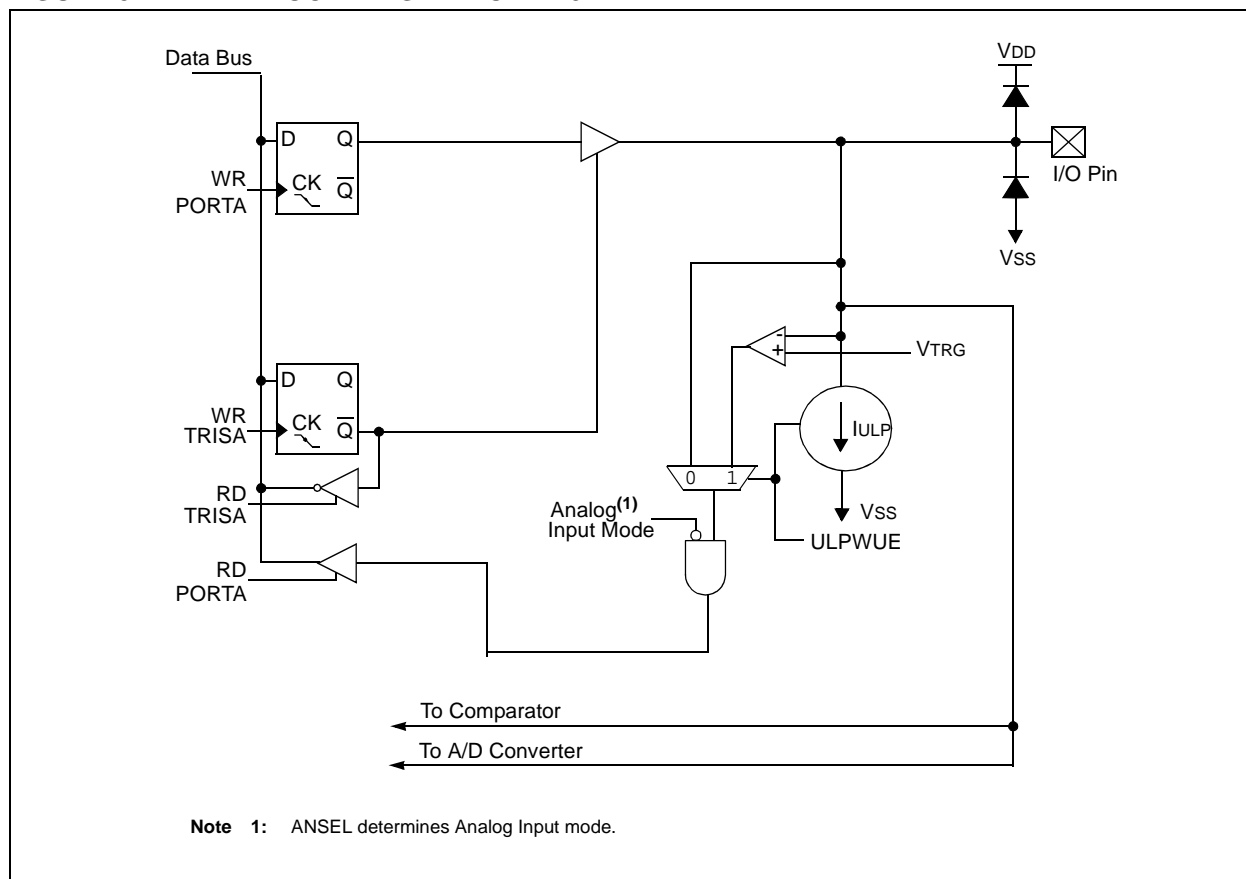 Data Bus
VDD
D Q
WR
PORTA
CK Q
I/O Pin
VSS
D Q
- 
+
VTRG
WR
TRISA
CK Q
IULP
RD
TRISA
0 1
Analog(1)
Input Mode
VSS
ULPWUE
RD
PORTA
To Comparator
To A/D Converter
Note 1: ANSEL determines Analog Input mode.